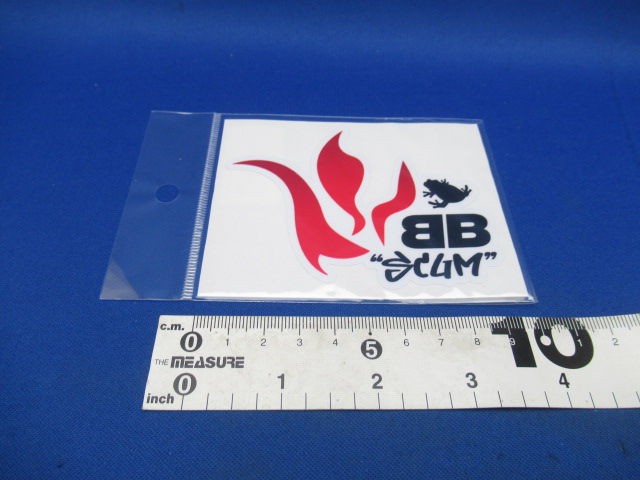 BB
"SCUM"
c.m. 0 1 2 3 4 5 6 7 8 9 10 1 2
THE MEASURE
inch 0 1 2 3 4